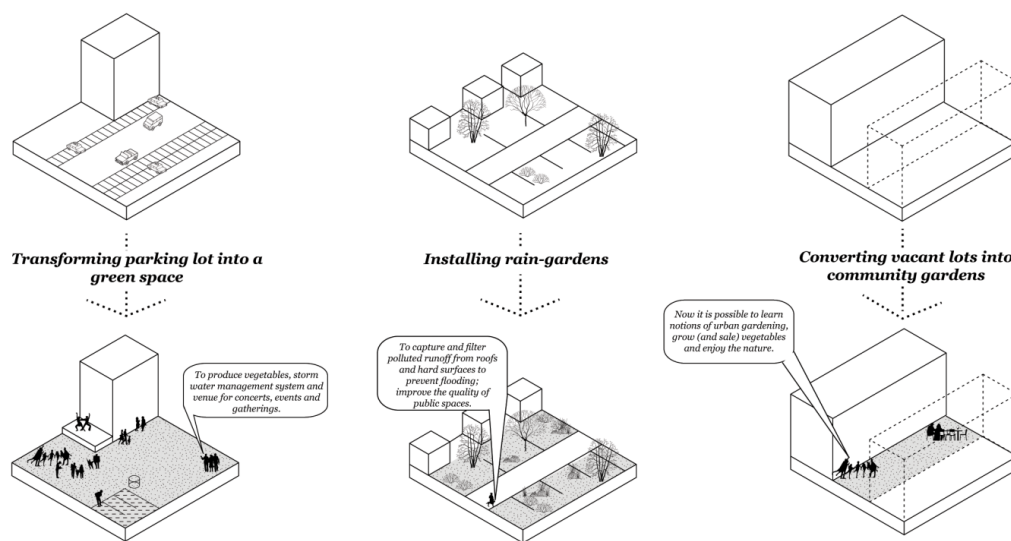 Transforming parking lot into a
green space
Installing rain-gardens
Converting vacant lots into
community gardens
To produce vegetables, storm
water management system and
venue for concerts, events and
gatherings.
To capture and filter
polluted runoff from roofs
and hard surfaces to
prevent flooding;
improve the quality of
public spaces.
Now it is possible to learn
notions of urban gardening,
grow (and sale) vegetables
and enjoy the nature.